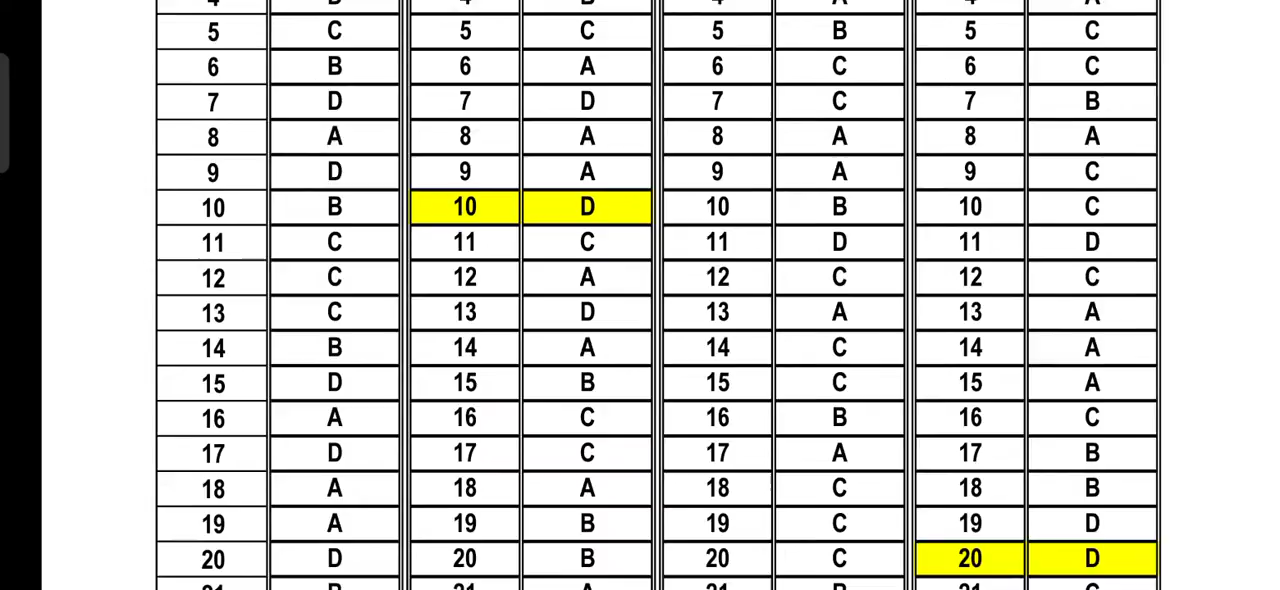 5 C 5 C 5 B 5 C
6 B 6 A 6 C 6 C
7 D 7 D 7 C 7 B
8 A 8 A 8 A 8 A
9 D 9 A 9 A 9 C
10 B 10 D 10 B 10 C
11 C 11 C 11 D 11 D
12 C 12 A 12 C 12 C
13 C 13 D 13 A 13 A
14 B 14 A 14 C 14 A
15 D 15 B 15 C 15 A
16 A 16 C 16 B 16 C
17 D 17 C 17 A 17 B
18 A 18 A 18 C 18 B
19 A 19 B 19 C 19 D
20 D 20 B 20 C 20 D